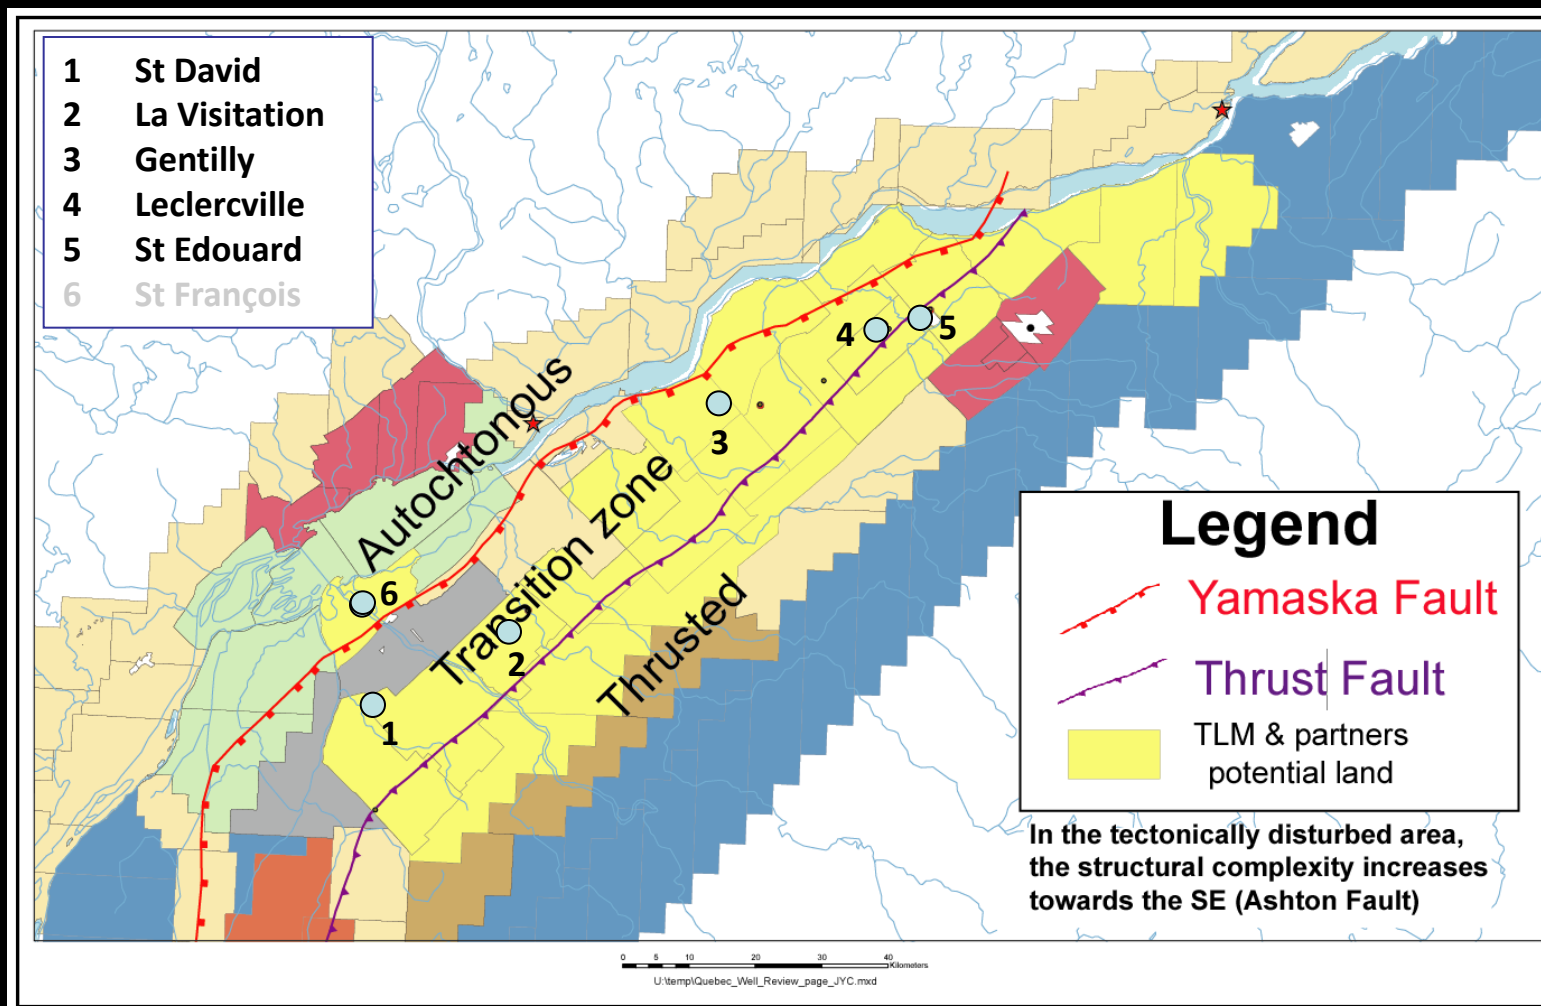 1 St David
2 La Visitation
3 Gentilly
4 Leclercville
5 St Edouard
6 St François
Autochtonous
Transition zone
Thrusted
4
5
3
6
2
1
Legend
Yamaska Fault
Thrust Fault
TLM & partners
potential land
In the tectonically disturbed area,
the structural complexity increases
towards the SE (Ashton Fault)
0 5 10 20 30 40
Kilometers
U:\temp\Quebec_Well_Review_page_JYC.mxd